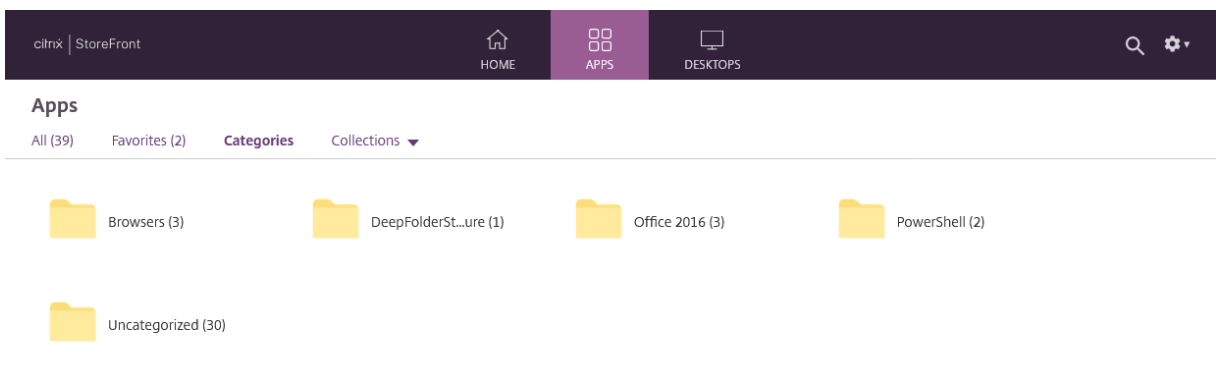 citrix | StoreFront
HOME
APPS
DESKTOPS
Apps
All (39) Favorites (2) Categories Collections
Browsers (3) DeepFolderSt...ure (1) Office 2016 (3) PowerShell (2)
Uncategorized (30)